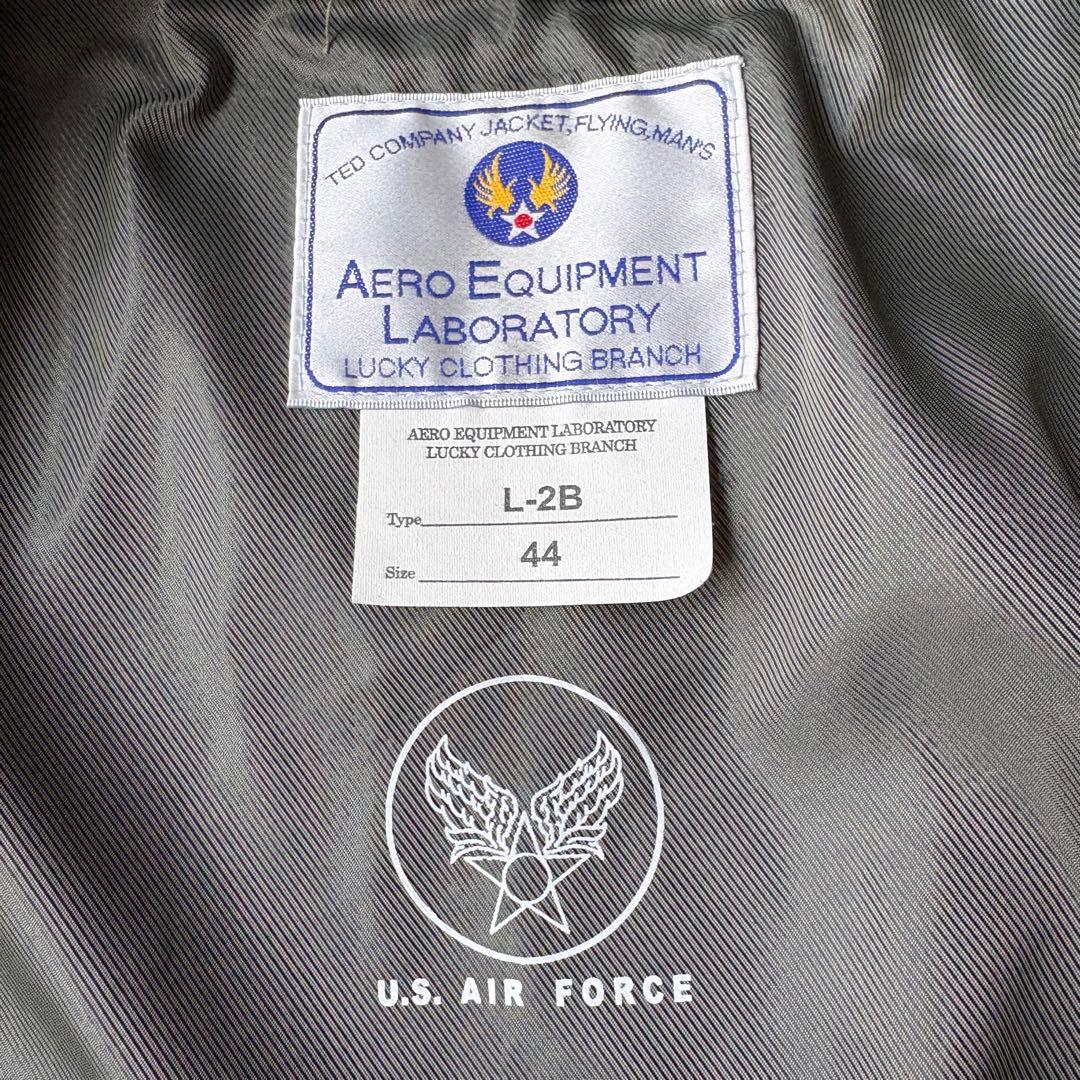 TED COMPANY JACKET,FLYING,MAN'S
AERO EQUIPMENT
LABORATORY
LUCKY CLOTHING BRANCH
AERO EQUIPMENT LABORATORY
LUCKY CLOTHING BRANCH
Type L-2B
Size 44
U.S. AIR FORCE